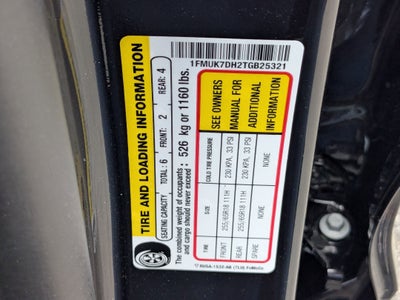 1FMUK7DH2TGB25321
TIRE AND LOADING INFORMATION
SEATING CAPACITY TOTAL: 6 FRONT: 2 REAR: 4
The combined weight of occupants
and cargo should never exceed : 526 kg or 1160 lbs.
TIRE SIZE COLD TIRE PRESSURE
FRONT 255/65R18 111H 230 KPA, 33 PSI
REAR 255/65R18 111H 230 KPA, 33 PSI
SPARE NONE NONE
SEE OWNERS
MANUAL FOR
ADDITIONAL
INFORMATION